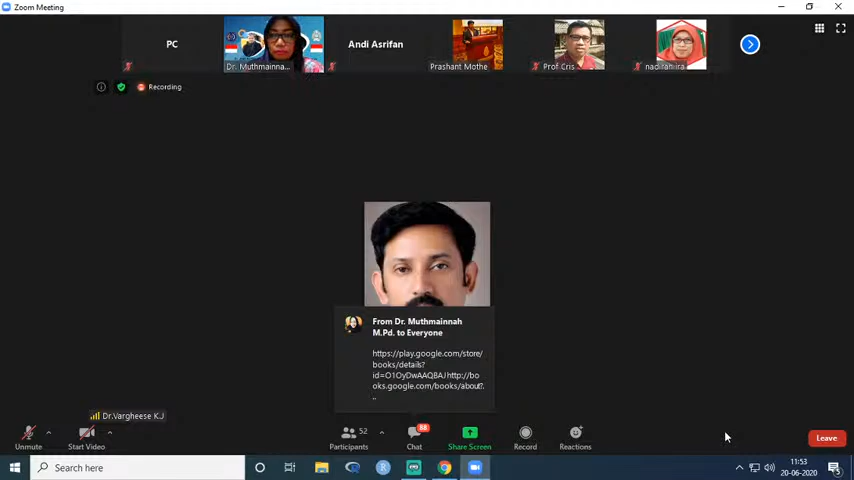 Zoom Meeting
PC
Andi Asrifan
Dr. Muthmainna...
Prashant Mothe
Prof Cris
nadirahira
Recording
From Dr. Muthmainnah
M.Pd. to Everyone
https://play.google.com/store/
books/details?
id=O1OyDwAAQBAJ http://bo
oks.google.com/books/about?.
..
Dr.Vargheese K.J
52
88
Unmute
Start Video
Participants
Chat
Share Screen
Record
Reactions
Leave
Search here
R
11:53
20-06-2020
5